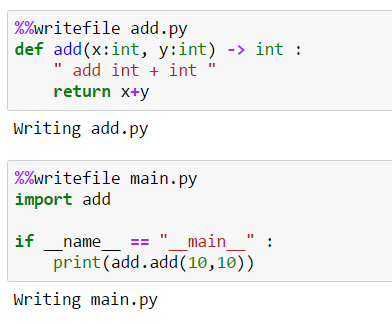 %%writefile add.py
def add(x:int, y:int) -> int :
    " add int + int "
    return x+y
Writing add.py
%%writefile main.py
import add

if __name__ == "__main__" :
    print(add.add(10,10))
Writing main.py